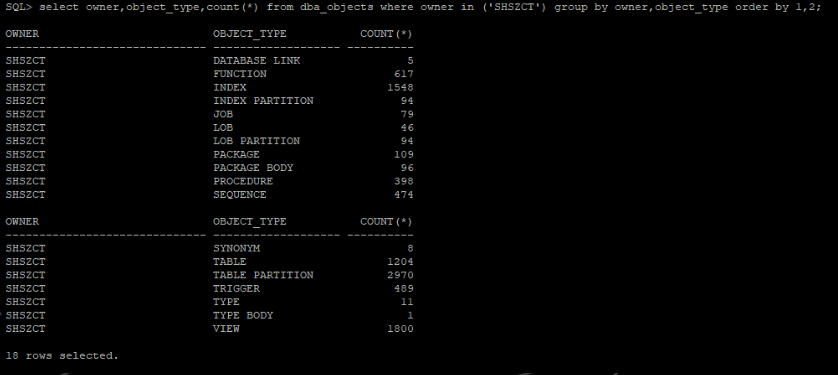 SQL> select owner,object_type,count(*) from dba_objects where owner in ('SHSZCT') group by owner,object_type order by 1,2;
OWNER OBJECT_TYPE COUNT(*)
------------------------------ ------------------- ----------
SHSZCT DATABASE LINK 5
SHSZCT FUNCTION 617
SHSZCT INDEX 1548
SHSZCT INDEX PARTITION 94
SHSZCT JOB 79
SHSZCT LOB 46
SHSZCT LOB PARTITION 94
SHSZCT PACKAGE 109
SHSZCT PACKAGE BODY 96
SHSZCT PROCEDURE 398
SHSZCT SEQUENCE 474
OWNER OBJECT_TYPE COUNT(*)
------------------------------ ------------------- ----------
SHSZCT SYNONYM 8
SHSZCT TABLE 1204
SHSZCT TABLE PARTITION 2970
SHSZCT TRIGGER 489
SHSZCT TYPE 11
SHSZCT TYPE BODY 1
SHSZCT VIEW 1800
18 rows selected.